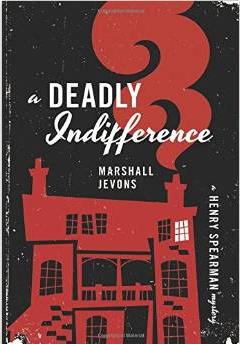 a DEADLY
Indifference
MARSHALL
JEVONS
a HENRY SPEARMAN mystery